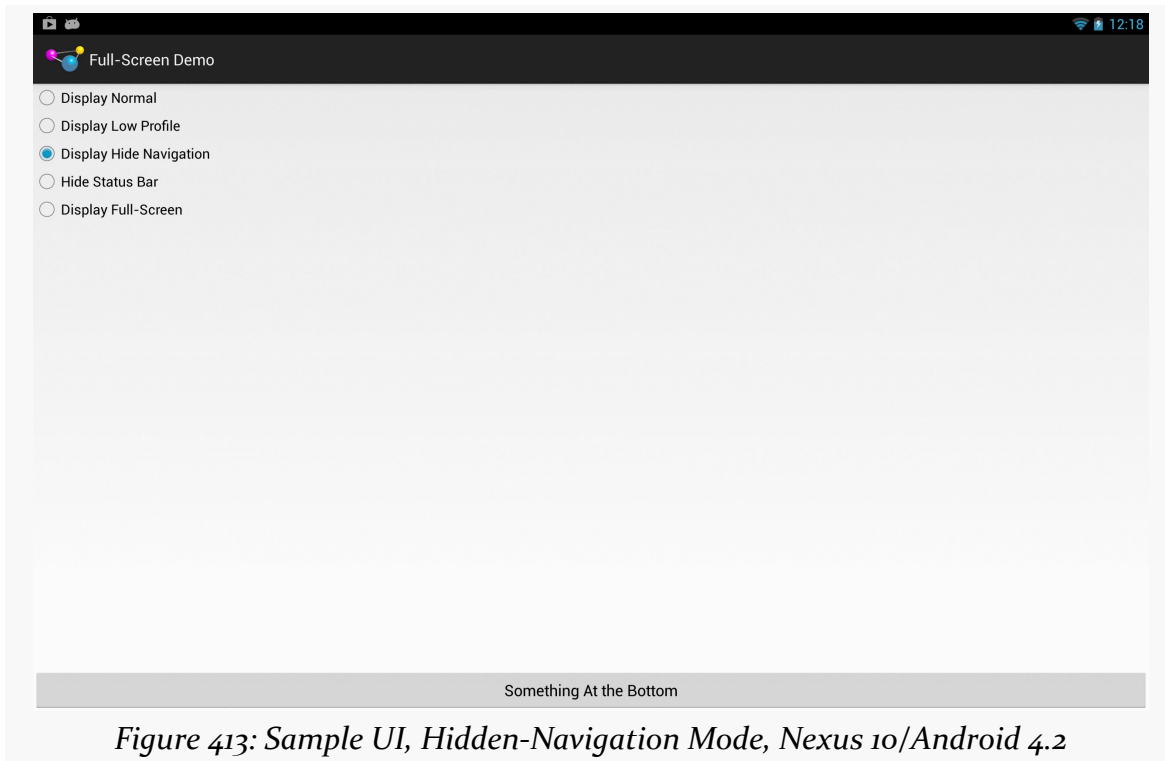 12:18
Full-Screen Demo
Display Normal
Display Low Profile
Display Hide Navigation
Hide Status Bar
Display Full-Screen
Something At the Bottom
Figure 413: Sample UI, Hidden-Navigation Mode, Nexus 10/Android 4.2